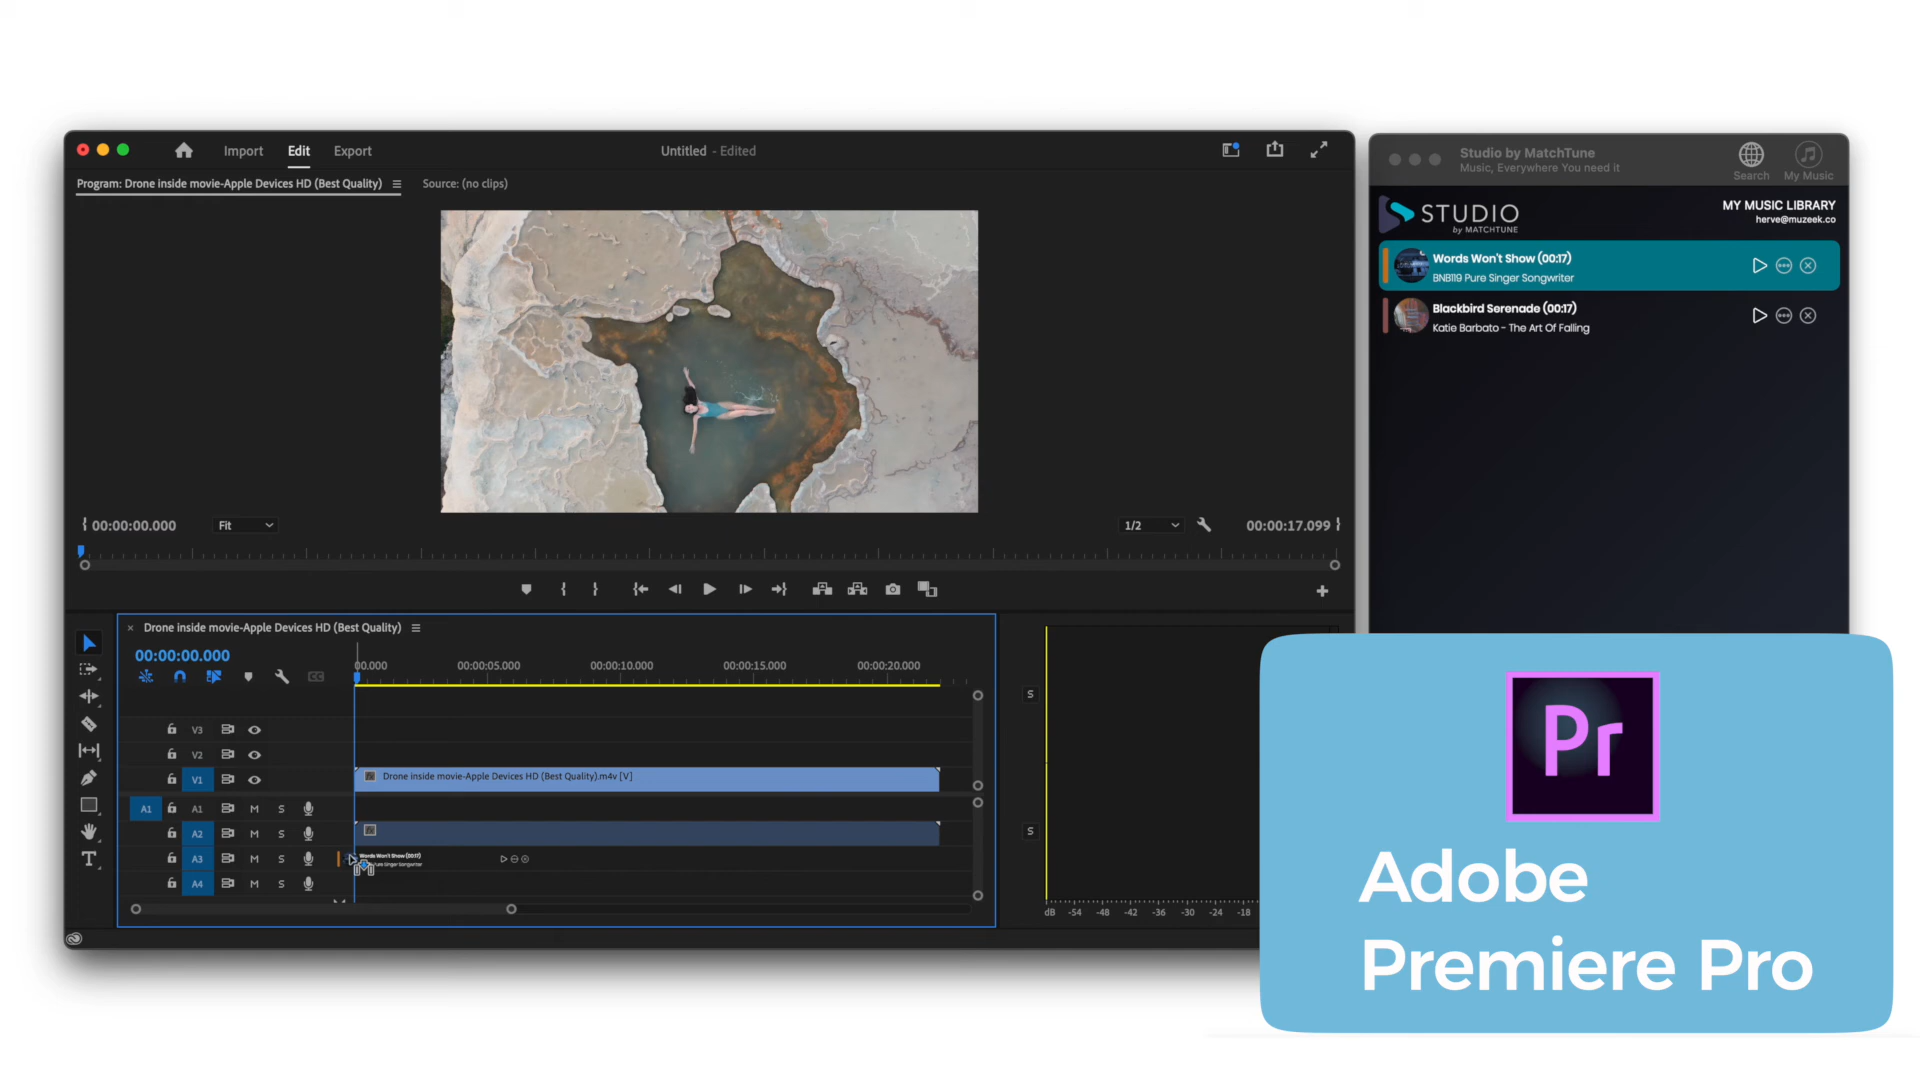 Import Edit Export
Untitled - Edited
Program: Drone inside movie-Apple Devices HD (Best Quality)
Source: (no clips)
00:00:00.000
Fit
1/2
00:00:17.099
Drone inside movie-Apple Devices HD (Best Quality)
00:00:00.000
CC
00.000
00:00:05.000
00:00:10.000
00:00:15.000
00:00:20.000
V3
V2
V1
Drone inside movie-Apple Devices HD (Best Quality).m4v [V]
A1 A1 M S
A2 M S
fx
A3 M S
Words Won't Show (00:17)
Pure Singer Songwriter
A4 M S
T
S
S
dB -54 -48 -42 -36 -30 -24 -18
Studio by MatchTune
Music, Everywhere You need it
Search
My Music
STUDIO
by MATCHTUNE
MY MUSIC LIBRARY
herve@muzeek.co
Words Won't Show (00:17)
BNB119 Pure Singer Songwriter
Blackbird Serenade (00:17)
Katie Barbato - The Art Of Falling
Pr
Adobe
Premiere Pro